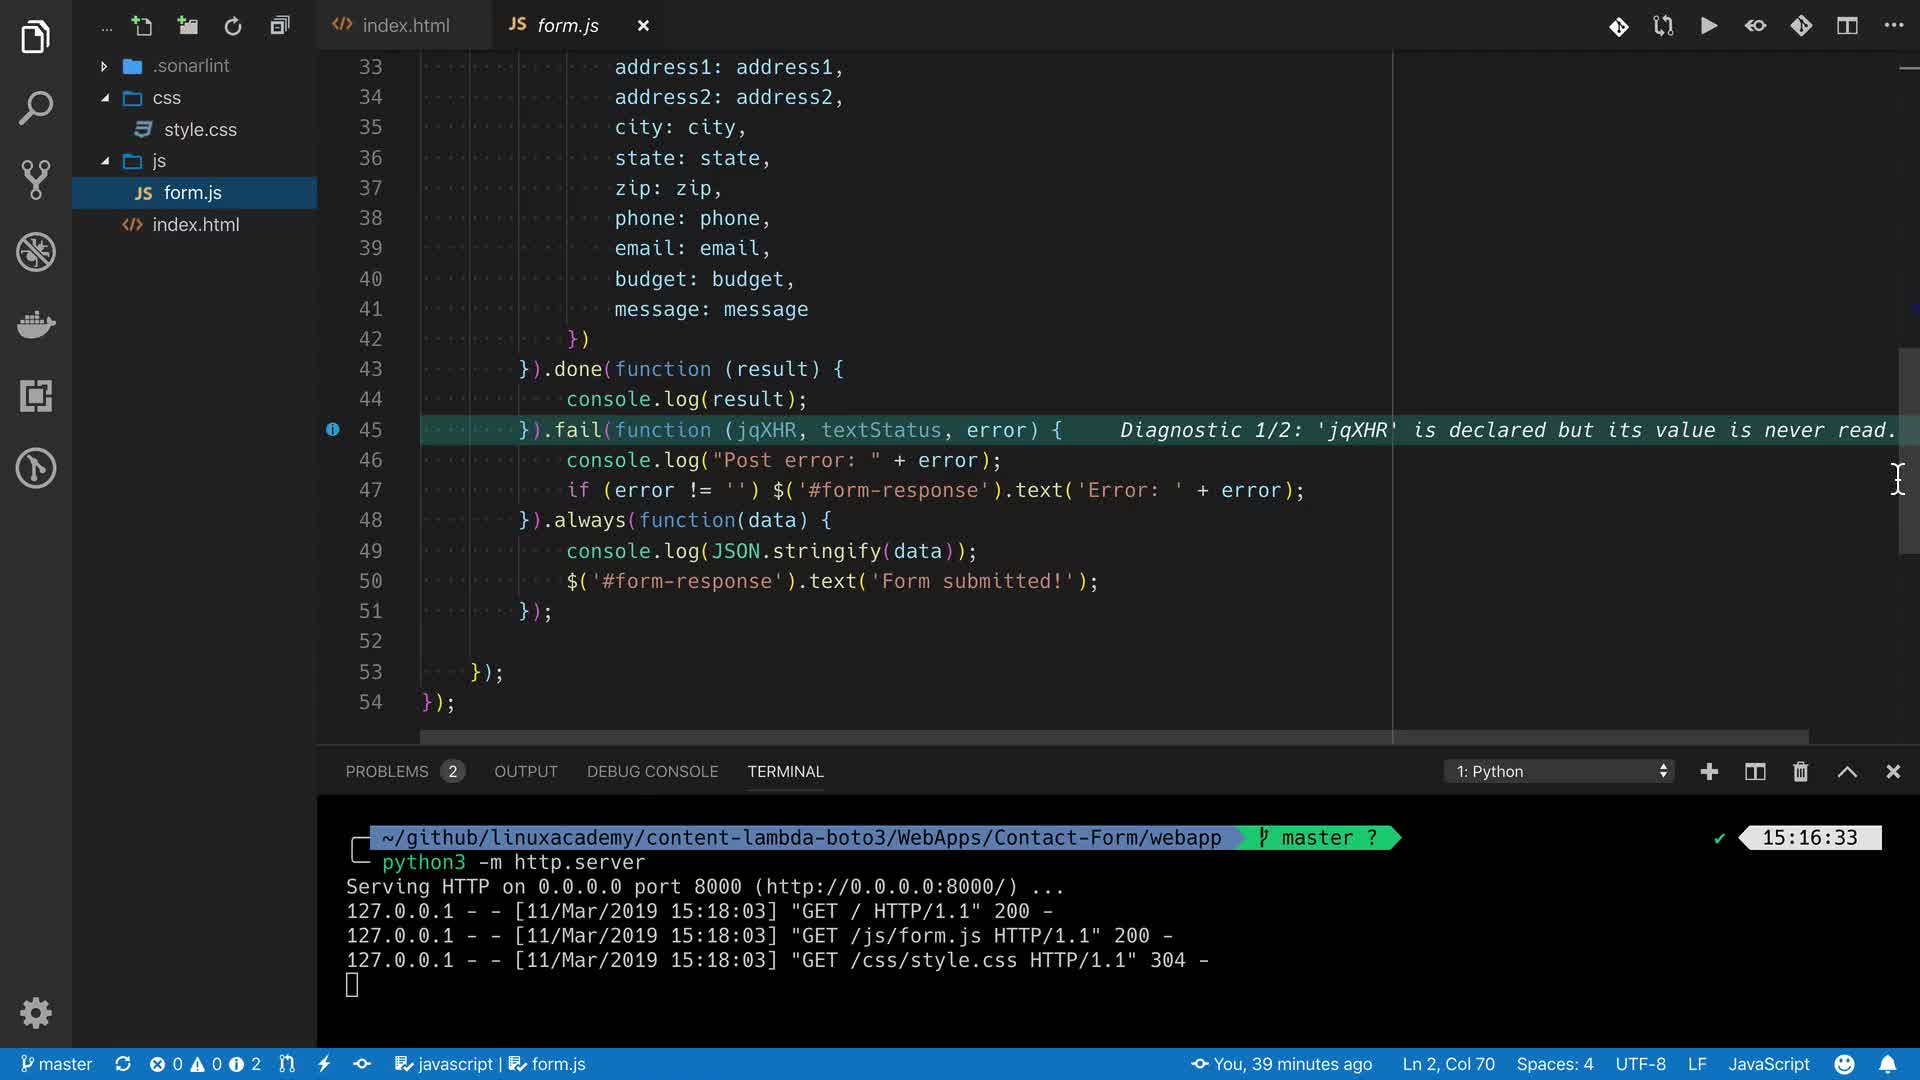 ...
index.html
JS form.js
.sonarlint
css
style.css
js
JS form.js
index.html
33 address1: address1,
34 address2: address2,
35 city: city,
36 state: state,
37 zip: zip,
38 phone: phone,
39 email: email,
40 budget: budget,
41 message: message
42 })
43 }).done(function (result) {
44 console.log(result);
45 }).fail(function (jqXHR, textStatus, error) { Diagnostic 1/2: 'jqXHR' is declared but its value is never read.
46 console.log("Post error: " + error);
47 if (error != '') $('#form-response').text('Error: ' + error);
48 }).always(function(data) {
49 console.log(JSON.stringify(data));
50 $('#form-response').text('Form submitted!');
51 });
52
53 });
54 });
PROBLEMS 2 OUTPUT DEBUG CONSOLE TERMINAL 1: Python
~/github/linuxacademy/content-lambda-boto3/WebApps/Contact-Form/webapp master ? ✔ 15:16:33
python3 -m http.server
Serving HTTP on 0.0.0.0 port 8000 (http://0.0.0.0:8000/) ...
127.0.0.1 - - [11/Mar/2019 15:18:03] "GET / HTTP/1.1" 200 -
127.0.0.1 - - [11/Mar/2019 15:18:03] "GET /js/form.js HTTP/1.1" 200 -
127.0.0.1 - - [11/Mar/2019 15:18:03] "GET /css/style.css HTTP/1.1" 304 -
master 0 0 2 javascript | form.js You, 39 minutes ago Ln 2, Col 70 Spaces: 4 UTF-8 LF JavaScript